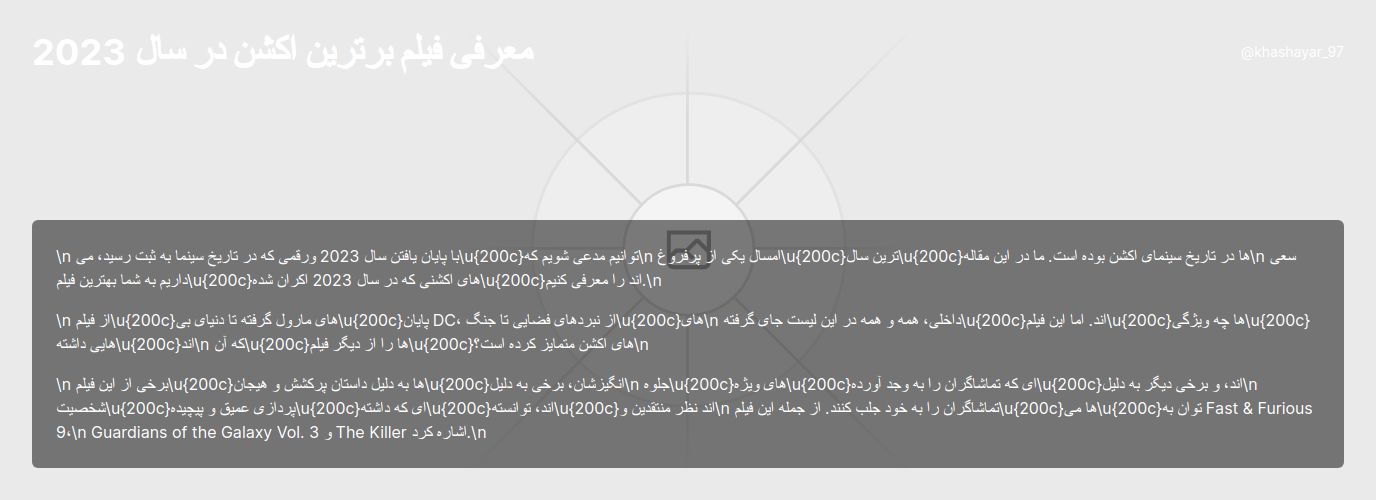 معرفی فیلم برترین اکشن در سال 2023
@khashayar_97
\n با پایان یافتن سال 2023 ورقمی که در تاریخ سینما به ثبت رسید، می\u{200c}توانیم مدعی شویم که\n امسال یکی از پرفروغ\u{200c}ترین سال\u{200c}ها در تاریخ سینمای اکشن بوده است. ما در این مقاله\n سعی
داریم به شما بهترین فیلم\u{200c}های اکشنی که در سال 2023 اکران شده\u{200c}اند را معرفی کنیم.\n
\n از فیلم\u{200c}های مارول گرفته تا دنیای بی\u{200c}پایان DC، از نبردهای فضایی تا جنگ\u{200c}های\n داخلی، همه و همه در این لیست جای گرفته\u{200c}اند. اما این فیلم\u{200c}ها چه ویژگی\u{200c}
هایی داشته\u{200c}اند\n که آن\u{200c}ها را از دیگر فیلم\u{200c}های اکشن متمایز کرده است؟\n
\n برخی از این فیلم\u{200c}ها به دلیل داستان پرکشش و هیجان\u{200c}انگیزشان، برخی به دلیل\n جلوه\u{200c}های ویژه\u{200c}ای که تماشاگران را به وجد آورده\u{200c}اند، و برخی دیگر به دلیل\n
شخصیت\u{200c}پردازی عمیق و پیچیده\u{200c}ای که داشته\u{200c}اند، توانسته\u{200c}اند نظر منتقدین و\n تماشاگران را به خود جلب کنند. از جمله این فیلم\u{200c}ها می\u{200c}توان به Fast & Furious
9،\n Guardians of the Galaxy Vol. 3 و The Killer اشاره کرد.\n